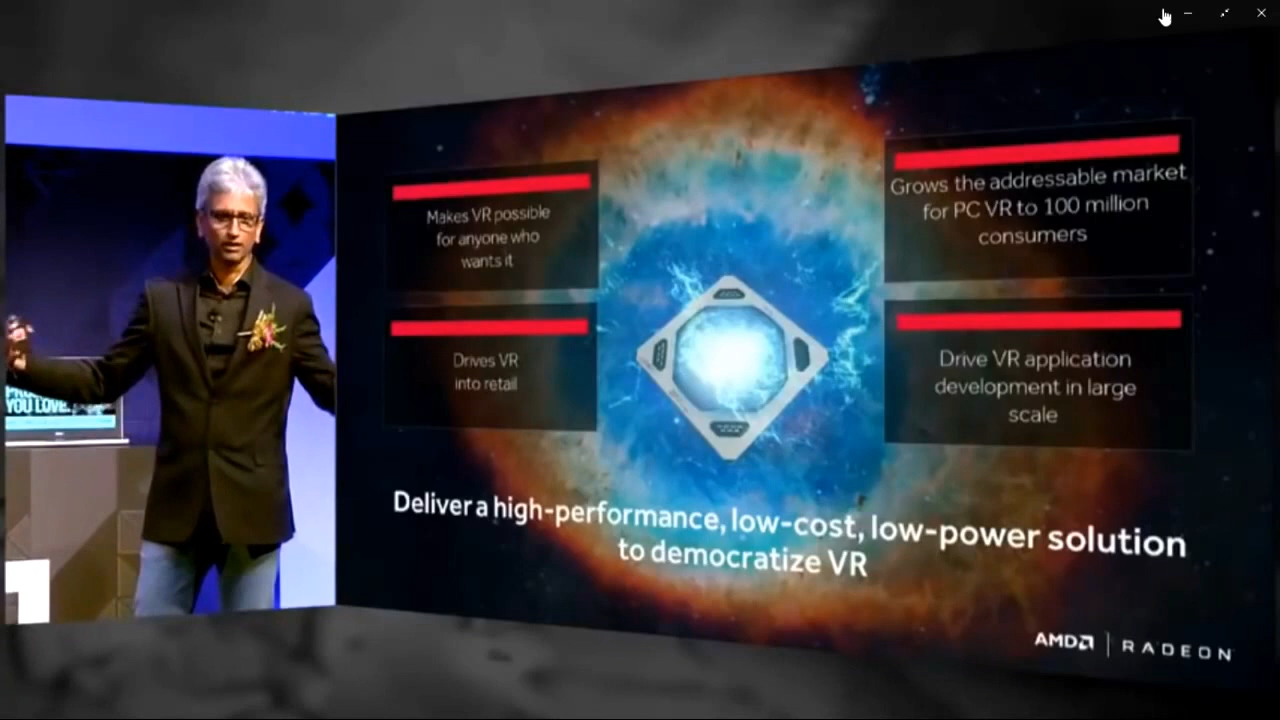 YOU LOVE.
Makes VR possible
for anyone who
wants it
Drives VR
into retail
Grows the addressable market
for PC VR to 100 million
consumers
Drive VR application
development in large
scale
Deliver a high-performance, low-cost, low-power solution
to democratize VR
AMD | RADEON